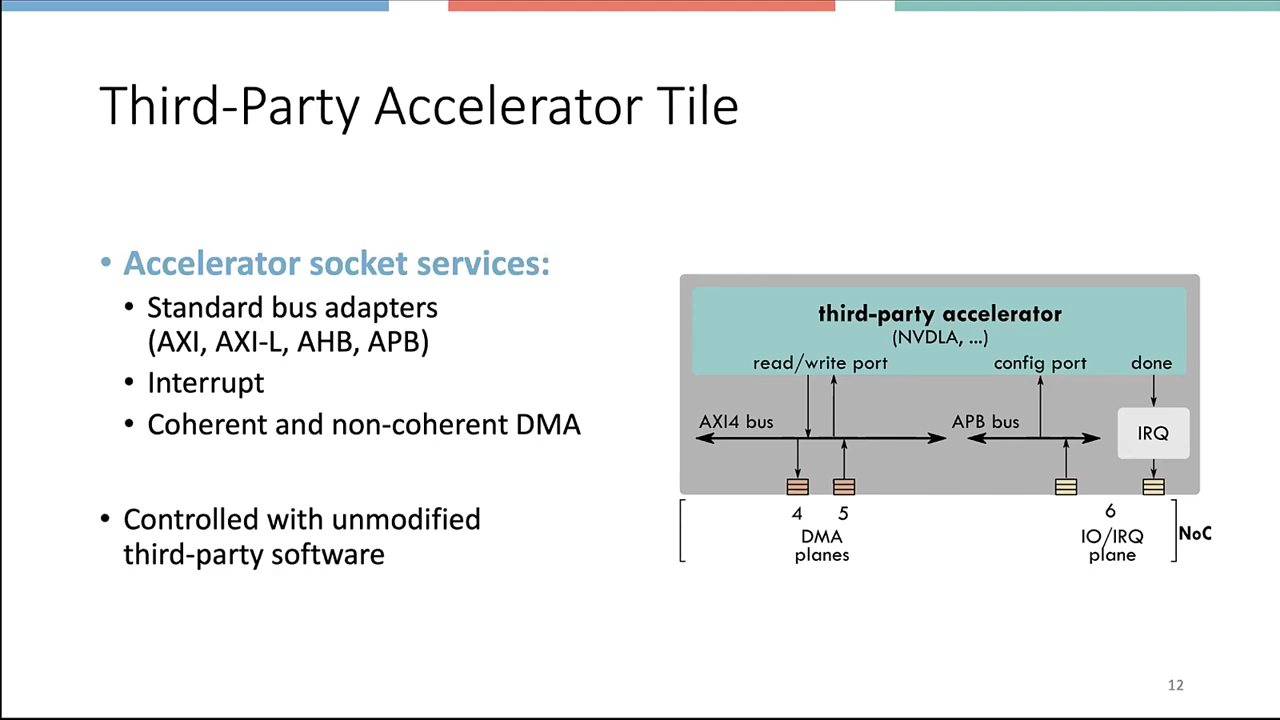 Third-Party Accelerator Tile
• Accelerator socket services:
• Standard bus adapters
(AXI, AXI-L, AHB, APB)
• Interrupt
• Coherent and non-coherent DMA
• Controlled with unmodified
third-party software
third-party accelerator
(NVDLA, ...)
read/write port
config port
done
AXI4 bus
APB bus
IRQ
4
5
DMA
planes
6
IO/IRQ
plane
NoC
12